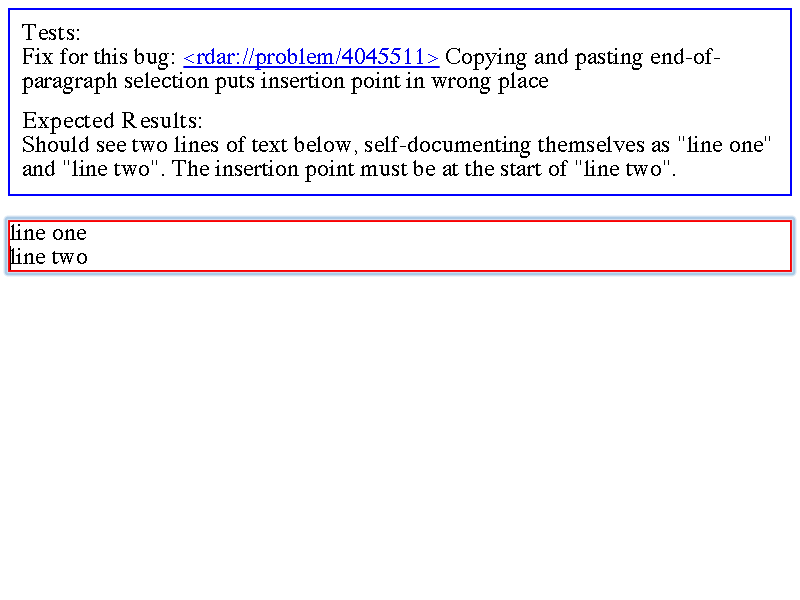 Tests:
Fix for this bug: <rdar://problem/4045511> Copying and pasting end-of-
paragraph selection puts insertion point in wrong place
Expected Results:
Should see two lines of text below, self-documenting themselves as "line one"
and "line two". The insertion point must be at the start of "line two".
line one
line two